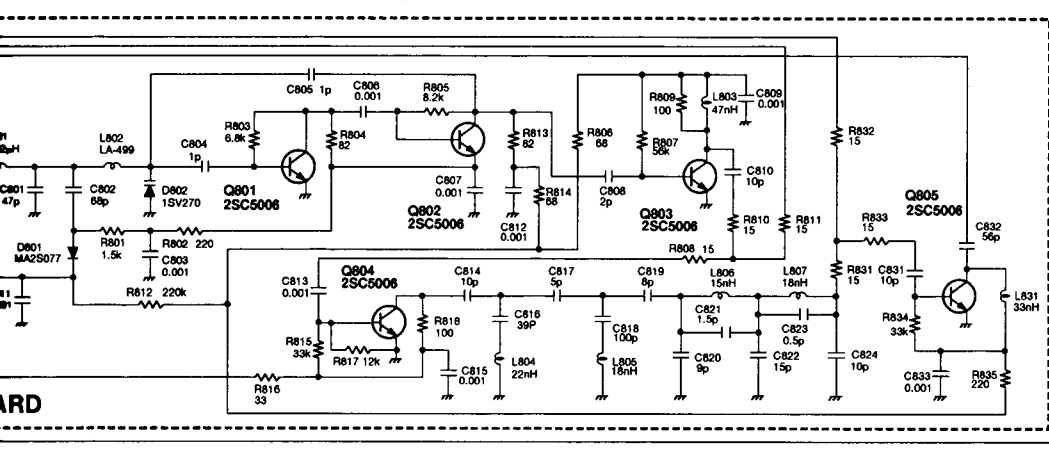 C805 1p
C806
0.001
R805
8.2k
R803
6.8k
R804
82
L802
LA-499
C804
1p
C801
47p
C802
68p
D802
1SV270
Q801
2SC5006
Q802
2SC5006
C807
0.001
R813
82
C812
0.001
R814
68
R806
68
C808
2p
R807
56k
R809
100
L803
47nH
C809
0.001
Q803
2SC5006
C810
10p
R810
15
R811
15
R808 15
R832
15
Q805
2SC5006
R833
15
C832
56p
D801
MA2S077
R801
1.5k
R802 220
C803
0.001
R812 220k
C813
0.001
Q804
2SC5006
R815
33k
R817 12k
R816
33
R818
100
C815
0.001
C814
10p
C816
39P
L804
22nH
C817
5p
C818
100p
L805
18nH
C819
8p
L806
15nH
L807
18nH
C821
1.5p
C823
0.5p
C820
9p
C822
15p
C824
10p
R831
15
C831
10p
R834
33k
C833
0.001
L831
33nH
R835
220
ARD